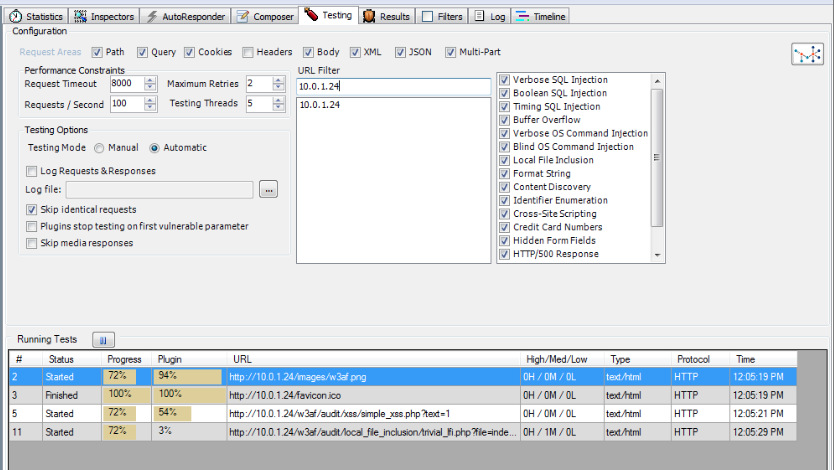 Statistics Inspectors AutoResponder Composer Testing Results Filters Log Timeline
Configuration
Request Areas Path Query Cookies Headers Body XML JSON Multi-Part
Performance Constraints
Request Timeout 8000 Maximum Retries 2
Requests / Second 100 Testing Threads 5
URL Filter
10.0.1.24
10.0.1.24
Verbose SQL Injection
Boolean SQL Injection
Timing SQL Injection
Buffer Overflow
Verbose OS Command Injection
Blind OS Command Injection
Local File Inclusion
Format String
Content Discovery
Identifier Enumeration
Cross-Site Scripting
Credit Card Numbers
Hidden Form Fields
HTTP/500 Response
Testing Options
Testing Mode Manual Automatic
Log Requests & Responses
Log file: ...
Skip identical requests
Plugins stop testing on first vulnerable parameter
Skip media responses
Running Tests
# Status Progress Plugin URL High/Med/Low Type Protocol Time
2 Started 72% 94% http://10.0.1.24/images/w3af.png 0H / 0M / 0L text/html HTTP 12:05:19 PM
3 Finished 100% 100% http://10.0.1.24/favicon.ico 0H / 0M / 0L text/html HTTP 12:05:19 PM
5 Started 72% 54% http://10.0.1.24/w3af/audit/xss/simple_xss.php?text=1 0H / 0M / 0L text/html HTTP 12:05:21 PM
11 Started 72% 3% http://10.0.1.24/w3af/audit/local_file_inclusion/trivial_lfi.php?file=inde... 0H / 1M / 0L text/html HTTP 12:05:29 PM